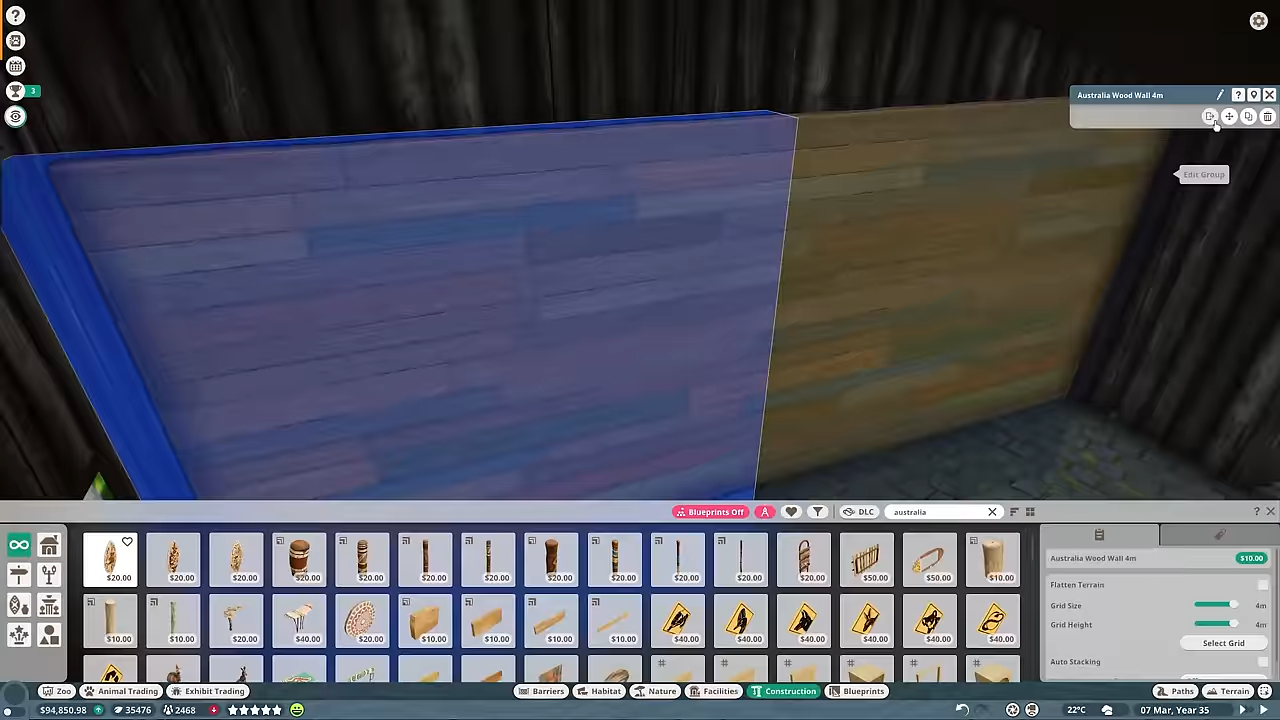 ?
3
Australia Wood Wall 4m
?
Edit Group
Blueprints Off
DLC
australia
?
$20.00 $20.00 $20.00 $20.00 $20.00 $20.00 $20.00 $20.00 $20.00 $20.00 $20.00 $20.00 $50.00 $50.00 $10.00
$10.00 $10.00 $20.00 $40.00 $20.00 $10.00 $10.00 $10.00 $10.00 $40.00 $40.00 $40.00 $40.00 $40.00 $40.00
Australia Wood Wall 4m $10.00
Flatten Terrain
Grid Size 4m
Grid Height 4m
Select Grid
Auto Stacking
Zoo Animal Trading Exhibit Trading Barriers Habitat Nature Facilities Construction Blueprints Paths Terrain
$94,850.98 35476 2468 22°C 07 Mar, Year 35